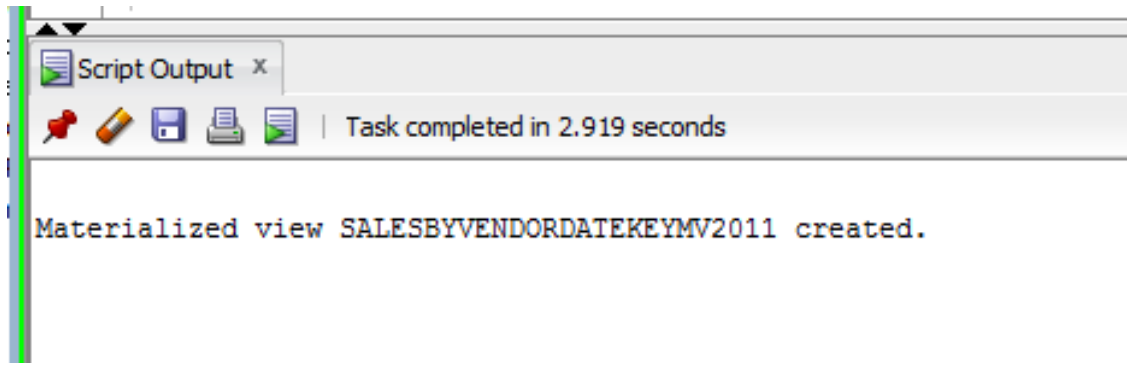 Script Output x
Task completed in 2.919 seconds
Materialized view SALESBYVENDORDATEKEYMV2011 created.